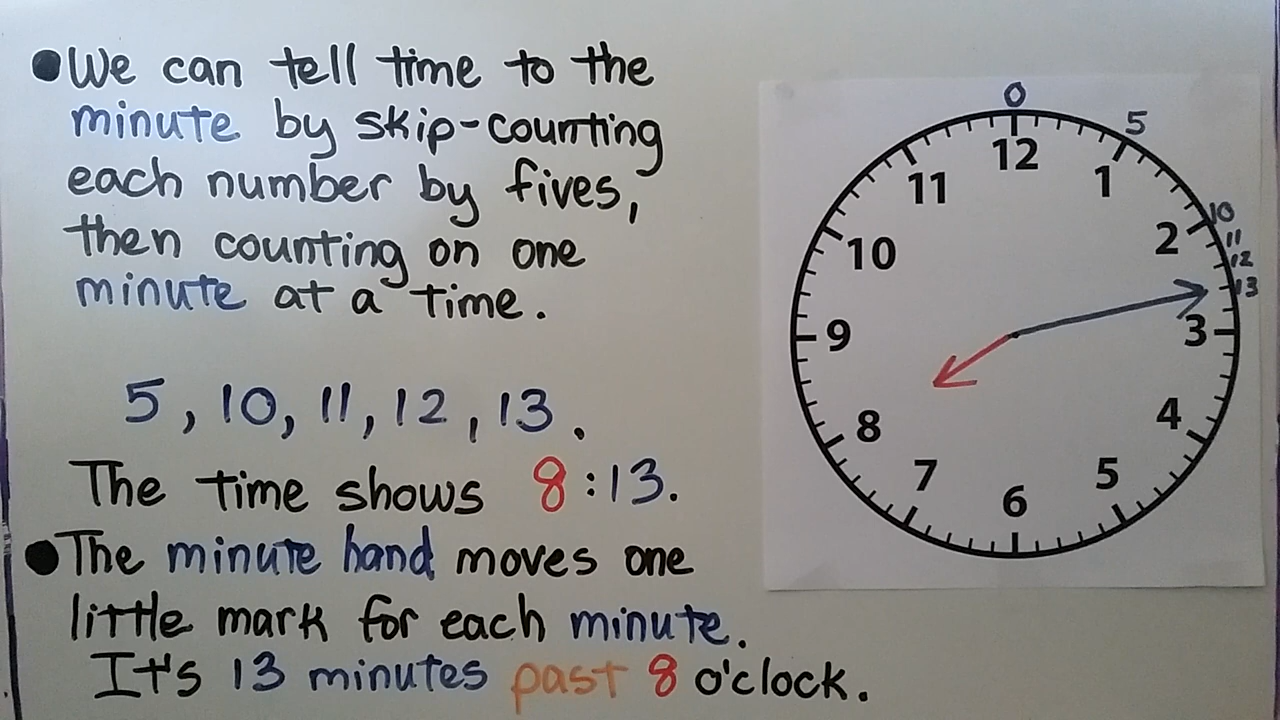 ●We can tell time to the
minute by skip-counting
each number by fives,
then counting on one
minute at a time.
5, 10, 11, 12, 13.
The time shows 8:13.
●The minute hand moves one
little mark for each minute.
It's 13 minutes past 8 o'clock.
0
5
10
11
12
13
12
1
2
3
4
5
6
7
8
9
10
11